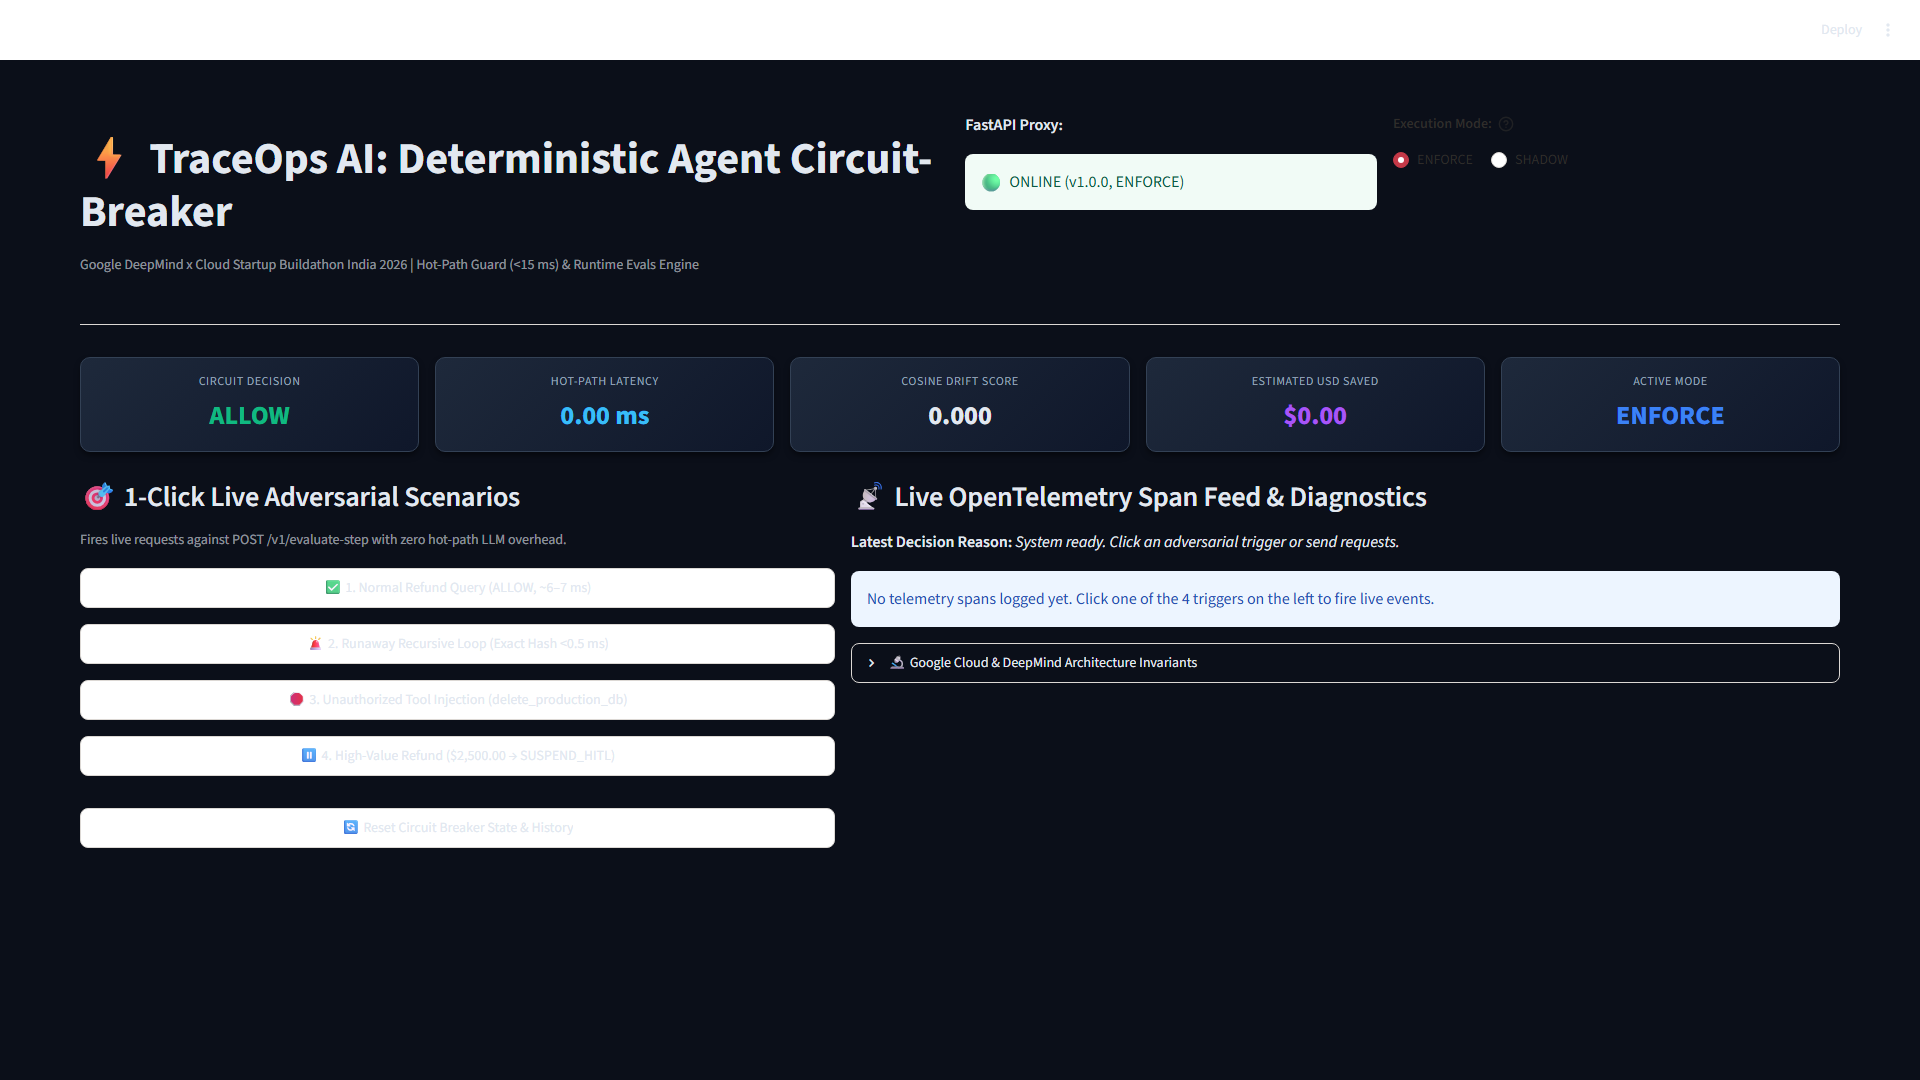 Deploy
⚡ TraceOps AI: Deterministic Agent Circuit-
Breaker
Google DeepMind x Cloud Startup Buildathon India 2026 | Hot-Path Guard (<15 ms) & Runtime Evals Engine
FastAPI Proxy:
🟢 ONLINE (v1.0.0, ENFORCE)
Execution Mode:
ENFORCE SHADOW
CIRCUIT DECISION
ALLOW
HOT-PATH LATENCY
0.00 ms
COSINE DRIFT SCORE
0.000
ESTIMATED USD SAVED
$0.00
ACTIVE MODE
ENFORCE
🎯 1-Click Live Adversarial Scenarios
Fires live requests against POST /v1/evaluate-step with zero hot-path LLM overhead.
✅ 1. Normal Refund Query (ALLOW, ~6–7 ms)
🚨 2. Runaway Recursive Loop (Exact Hash <0.5 ms)
🛑 3. Unauthorized Tool Injection (delete_production_db)
⏸️ 4. High-Value Refund ($2,500.00 → SUSPEND_HITL)
🔄 Reset Circuit Breaker State & History
📡 Live OpenTelemetry Span Feed & Diagnostics
Latest Decision Reason: System ready. Click an adversarial trigger or send requests.
No telemetry spans logged yet. Click one of the 4 triggers on the left to fire live events.
🔬 Google Cloud & DeepMind Architecture Invariants